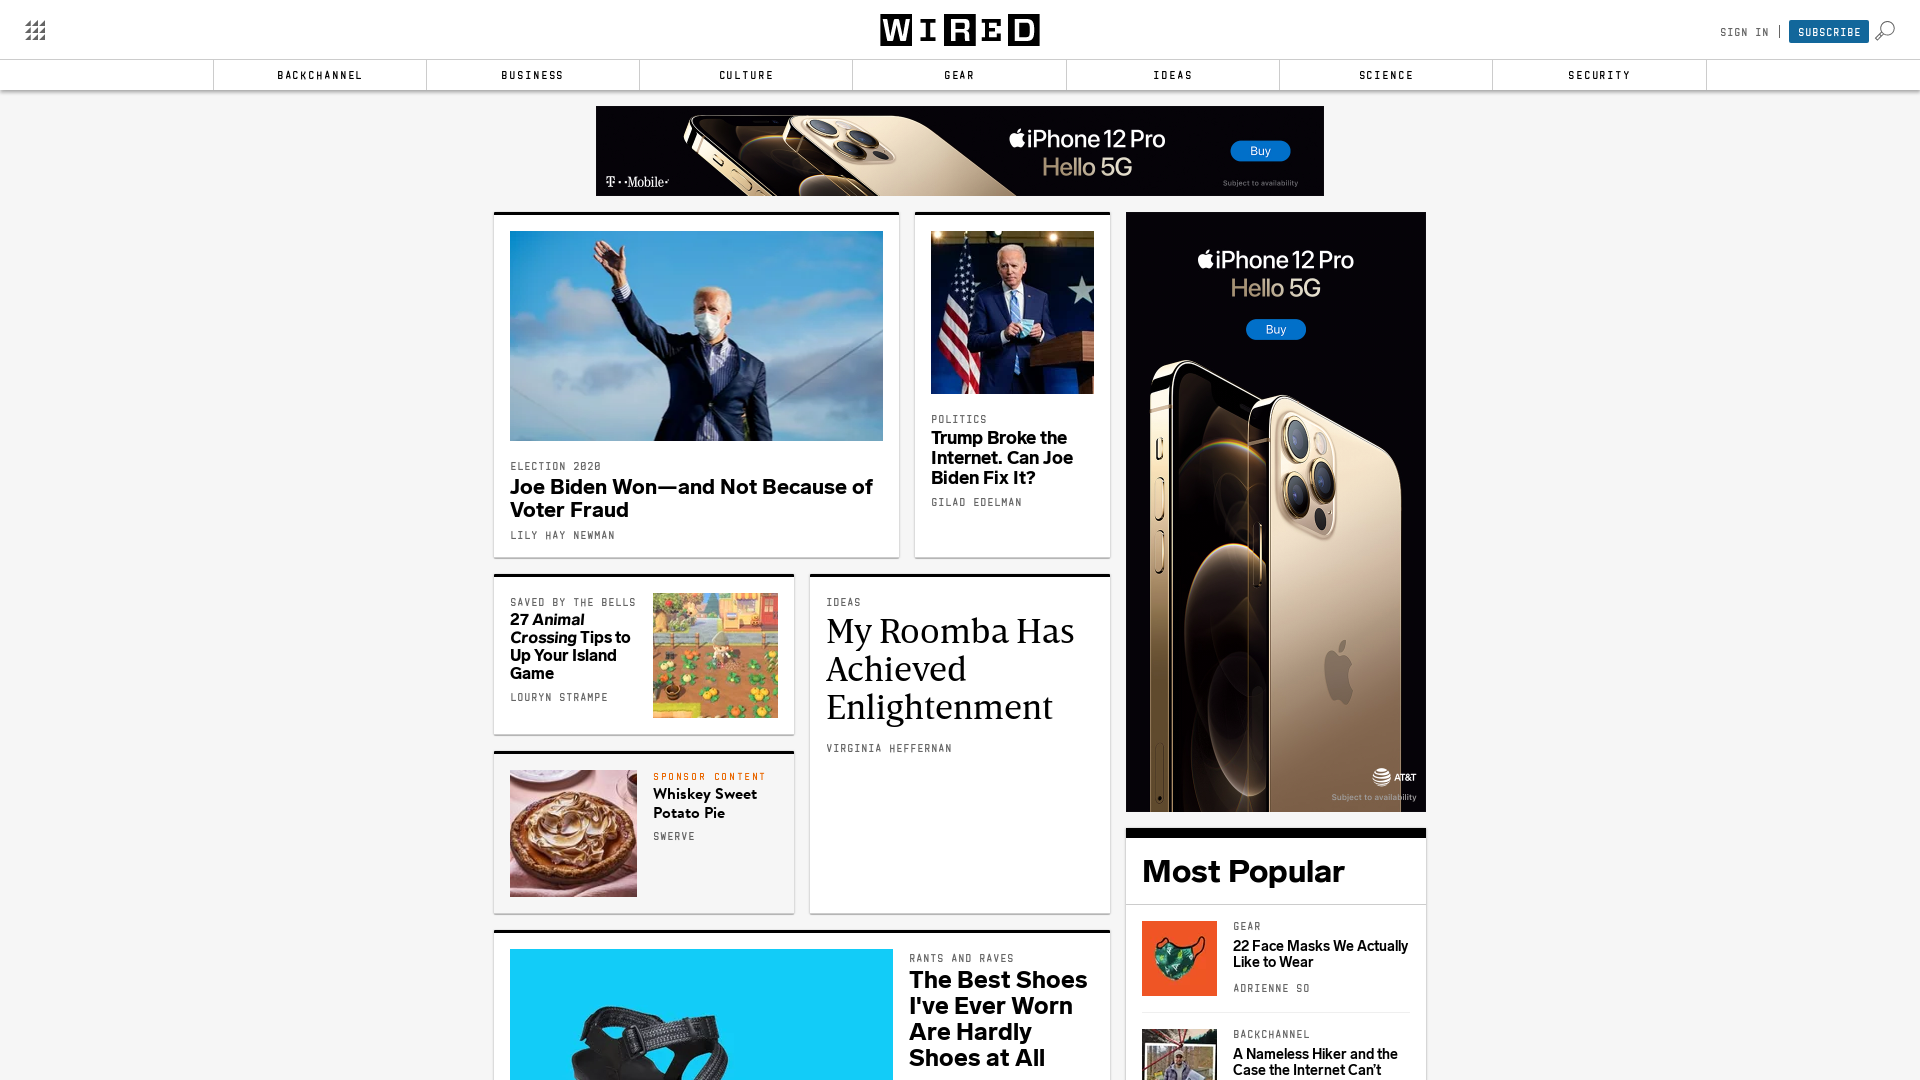 WIRED
SIGN IN
SUBSCRIBE
BACKCHANNEL
BUSINESS
CULTURE
GEAR
IDEAS
SCIENCE
SECURITY
iPhone 12 Pro
Hello 5G
Buy
T··Mobile·
Subject to availability
ELECTION 2020
Joe Biden Won—and Not Because of
Voter Fraud
LILY HAY NEWMAN
POLITICS
Trump Broke the
Internet. Can Joe
Biden Fix It?
GILAD EDELMAN
iPhone 12 Pro
Hello 5G
Buy
AT&T
Subject to availability
SAVED BY THE BELLS
27 Animal
Crossing Tips to
Up Your Island
Game
LOURYN STRAMPE
IDEAS
My Roomba Has
Achieved
Enlightenment
VIRGINIA HEFFERNAN
SPONSOR CONTENT
Whiskey Sweet
Potato Pie
SWERVE
Most Popular
GEAR
22 Face Masks We Actually
Like to Wear
ADRIENNE SO
BACKCHANNEL
A Nameless Hiker and the
Case the Internet Can't
RANTS AND RAVES
The Best Shoes
I've Ever Worn
Are Hardly
Shoes at All